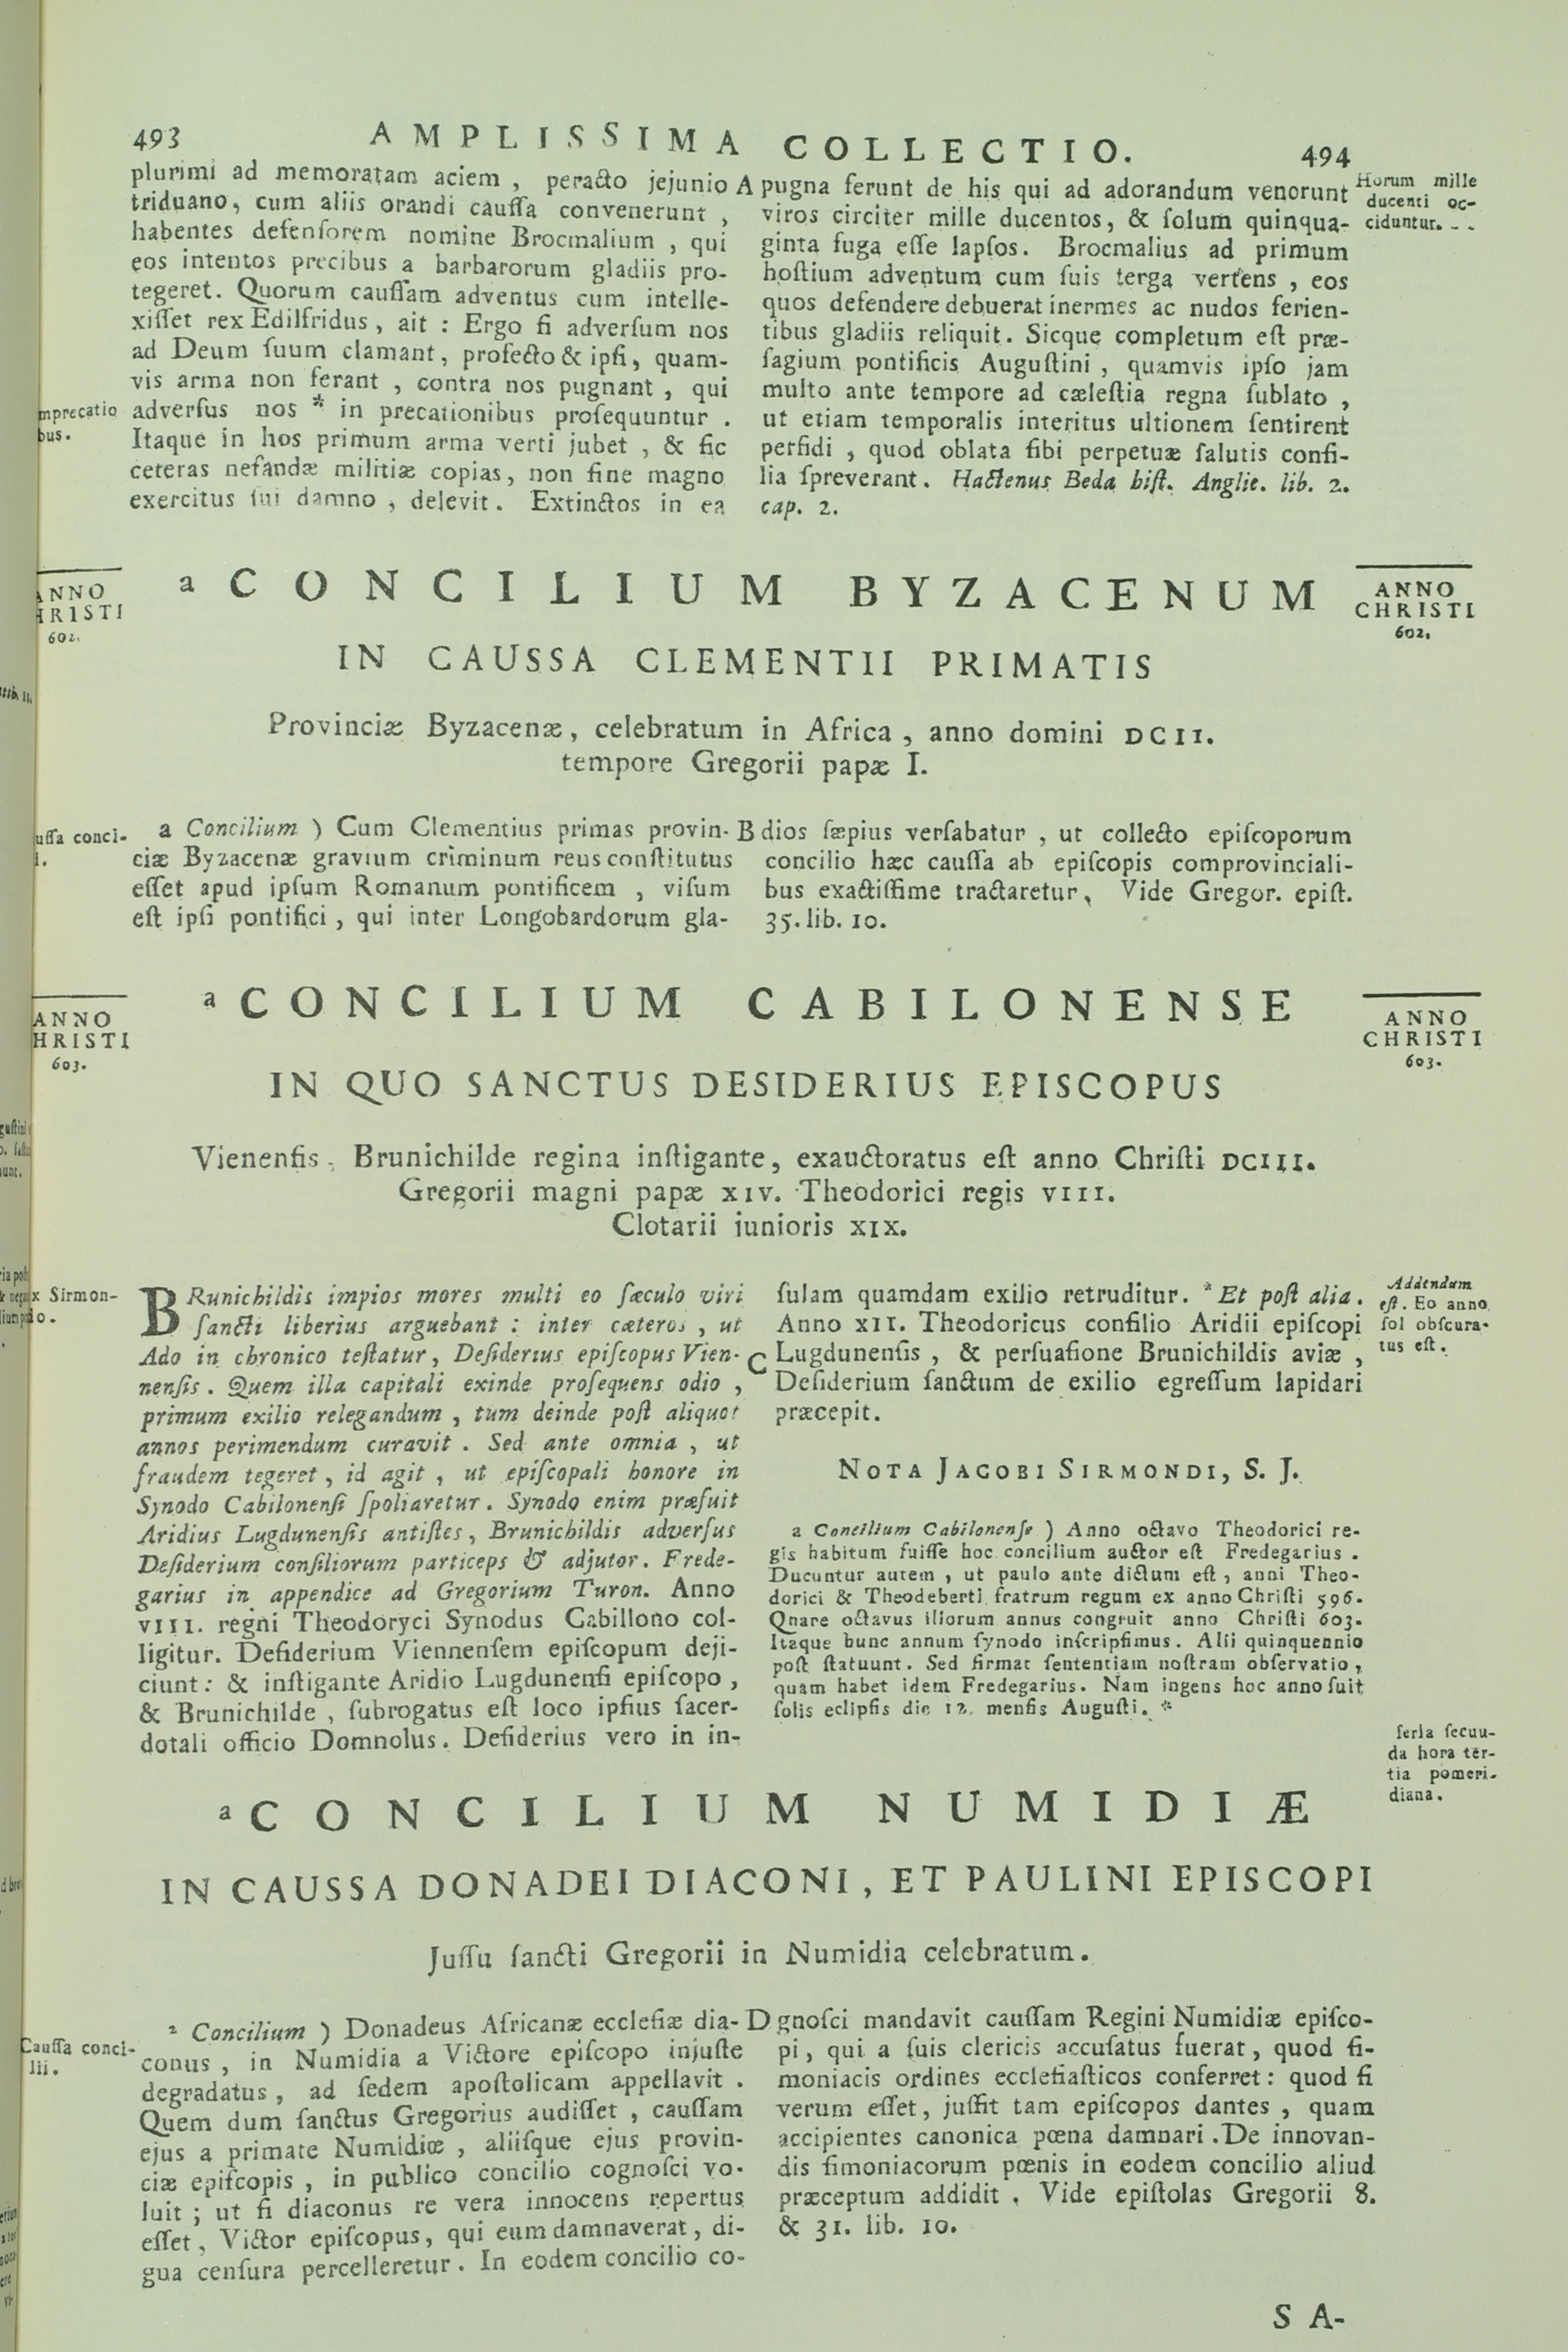 493
AMPLISSIMA COLLECTIO.
494
plurimi ad memoratam aciem , peracto jejunio
triduano, cum aliis orandi cauſſa convenerunt ,
habentes defenſorem nomine Brocmalium , qui
eos intentos precibus a barbarorum gladiis pro-
tegeret. Quorum cauſſam adventus cum intelle-
xiſſet rex Edilfridus, ait : Ergo ſi adverſum nos
ad Deum ſuum clamant, profecto & ipſi, quam-
vis arma non ferant , contra nos pugnant , qui
adverſus nos * in precationibus proſequuntur .
Itaque in hos primum arma verti jubet , & ſic
ceteras nefandæ militiæ copias, non ſine magno
exercitus ſui damno , delevit. Extinctos in ea
mprecatio
bus.
A
pugna ferunt de his qui ad adorandum venorunt
viros circiter mille ducentos, & ſolum quinqua-
ginta fuga eſſe lapſos. Brocmalius ad primum
hoſtium adventum cum ſuis terga vertens , eos
quos defendere debuerat inermes ac nudos ferien-
tibus gladiis reliquit. Sicque completum eſt præ-
ſagium pontificis Auguſtini , quamvis ipſo jam
multo ante tempore ad cæleſtia regna ſublato ,
ut etiam temporalis interitus ultionem ſentirent
perfidi , quod oblata ſibi perpetuæ ſalutis conſi-
lia ſpreverant. Hactenus Beda hiſt. Anglie. lib. 2.
cap. 2.
Horum mille
ducenti oc-
ciduntur. - -
ANNO
HRISTI
602.
a CONCILIUM BYZACENUM
ANNO
CHRISTI
602.
IN CAUSSA CLEMENTII PRIMATIS
Provinciæ Byzacenæ, celebratum in Africa , anno domini DCII.
tempore Gregorii papæ I.
uſſa conci-
i.
a Concilium ) Cum Clementius primas provin-
ciæ Byzacenæ gravium criminum reus conſtitutus
eſſet apud ipſum Romanum pontificem , viſum
eſt ipſi pontifici, qui inter Longobardorum gla-
B
dios ſæpius verſabatur , ut collecto epiſcoporum
concilio hæc cauſſa ab epiſcopis comprovinciali-
bus exactiſſime tractaretur, Vide Gregor. epiſt.
35. lib. 10.
ANNO
HRISTI
603.
a CONCILIUM CABILONENSE
ANNO
CHRISTI
603.
IN QUO SANCTUS DESIDERIUS EPISCOPUS
Vienenſis, Brunichilde regina inſtigante, exauctoratus eſt anno Chriſti DCIII.
Gregorii magni papæ XIV. Theodorici regis VIII.
Clotarii iunioris XIX.
x Sirmon-
do.
BRunichildis impios mores multi eo ſæculo viri
ſancti liberius arguebant : inter cæteros , ut
Ado in chronico teſtatur, Deſiderius epiſcopus Vien-
nenſis. Quem illa capitali exinde proſequens odio ,
primum exilio relegandum , tum deinde poſt aliquot
annos perimendum curavit. Sed ante omnia , ut
fraudem tegeret, id agit , ut epiſcopali honore in
Synodo Cabilonenſi ſpoliaretur. Synodo enim præfuit
Aridius Lugdunenſis antiſtes, Brunichildis adverſus
Deſiderium conſiliorum particeps & adjutor. Frede-
garius in appendice ad Gregorium Turon. Anno
VIII. regni Theodoryci Synodus Cabillono col-
ligitur. Deſiderium Viennenſem epiſcopum deji-
ciunt: & inſtigante Aridio Lugdunenſi epiſcopo ,
& Brunichilde , ſubrogatus eſt loco ipſius ſacer-
dotali officio Domnolus. Deſiderius vero in in-
C
ſulam quamdam exilio retruditur. * Et poſt alia.
Anno XII. Theodoricus conſilio Aridii epiſcopi
Lugdunenſis , & perſuaſione Brunichildis aviæ ,
Deſiderium ſanctum de exilio egreſſum lapidari
præcepit.
Addendum
eſt. Eo anno
ſol obſcura-
tus eſt.
NOTA JACOBI SIRMONDI, S. J.
a Concilium Cabilonenſe ) Anno octavo Theodorici re-
gis habitum fuiſſe hoc concilium auctor eſt Fredegarius .
Ducuntur autem , ut paulo ante dictum eſt , anni Theo-
dorici & Theodeberti fratrum regum ex anno Chriſti 596.
Quare octavus illorum annus congruit anno Chriſti 603.
Itaque hunc annum ſynodo inſcripſimus. Alii quinquennio
poſt ſtatuunt. Sed firmat ſententiam noſtram obſervatio ,
quam habet idem Fredegarius. Nam ingens hoc anno fuit
ſolis eclipſis die 12. menſis Auguſti. *
feria ſecun-
da hora ter-
tia pomeri-
diana.
a CONCILIUM NUMIDIÆ
IN CAUSSA DONADEI DIACONI, ET PAULINI EPISCOPI
Juſſu ſancti Gregorii in Numidia celebratum.
Cauſſa conci-
lii.
a Concilium ) Donadeus Africanæ eccleſiæ dia-
conus , in Numidia a Victore epiſcopo injuſte
degradatus , ad ſedem apoſtolicam appellavit .
Quem dum ſanctus Gregorius audiſſet , cauſſam
ejus a primate Numidiæ , aliiſque ejus provin-
ciæ epiſcopis , in publico concilio cognoſci vo-
luit ; ut ſi diaconus re vera innocens repertus
eſſet, Victor epiſcopus, qui eum damnaverat, di-
gua cenſura percelleretur. In eodem concilio co-
D
gnoſci mandavit cauſſam Regini Numidiæ epiſco-
pi, qui a ſuis clericis accuſatus fuerat, quod ſi-
moniacis ordines eccleſiaſticos conferret : quod ſi
verum eſſet, juſſit tam epiſcopos dantes , quam
accipientes canonica pœna damnari. De innovan-
dis ſimoniacorum pœnis in eodem concilio aliud
præceptum addidit. Vide epiſtolas Gregorii 8.
& 31. lib. 10.
S A-